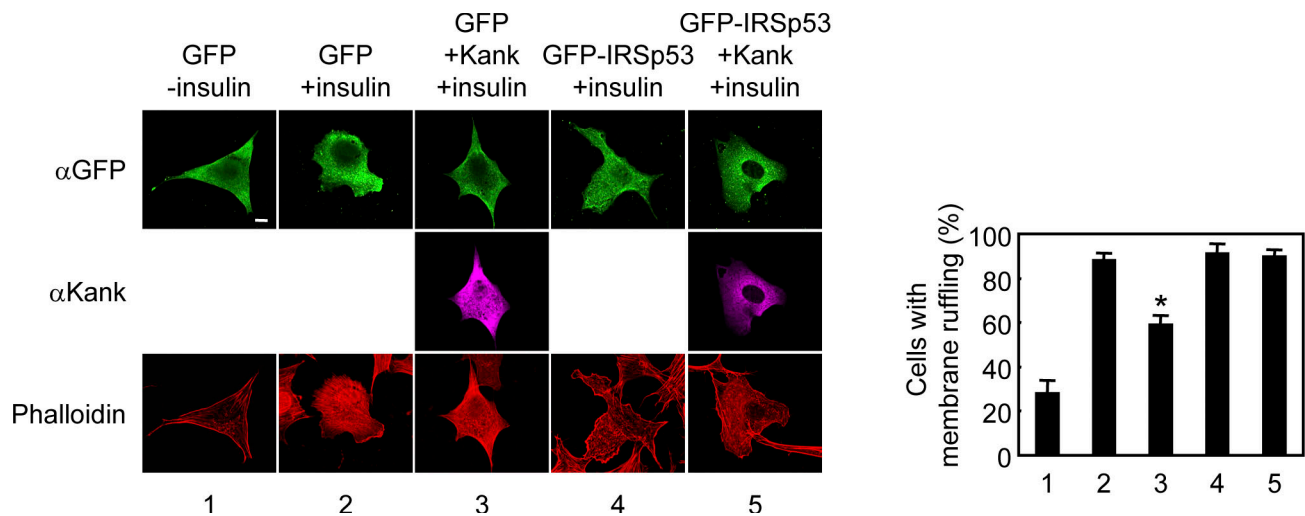 GFP
-insulin
GFP
+insulin
GFP
+Kank
+insulin
GFP-IRSp53
+insulin
GFP-IRSp53
+Kank
+insulin
αGFP
αKank
Phalloidin
1 2 3 4 5
Cells with
membrane ruffling (%)
100
80
60
40
20
0
*
1 2 3 4 5